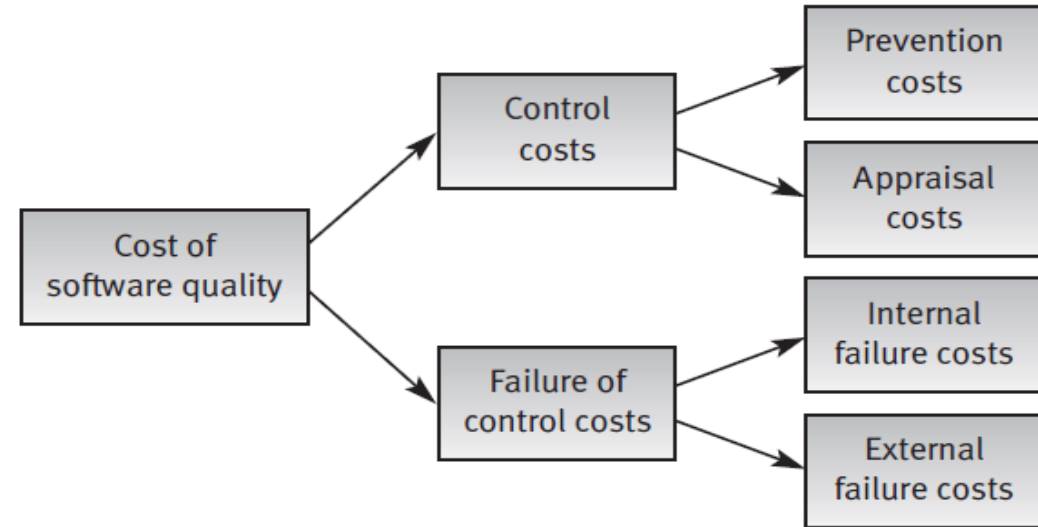 Cost of
software quality
Control
costs
Failure of
control costs
Prevention
costs
Appraisal
costs
Internal
failure costs
External
failure costs